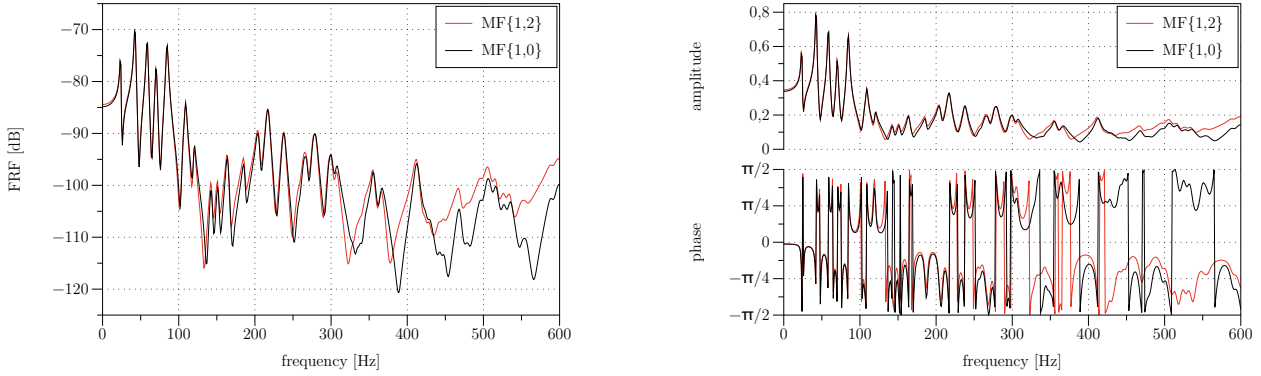 −70
−80
−90
−100
−110
−120
FRF [dB]
0 100 200 300 400 500 600
frequency [Hz]
MF{1,2}
MF{1,0}
0.8
0.6
0.4
0.2
0
amplitude
π/2
π/4
0
−π/4
−π/2
phase
0 100 200 300 400 500 600
frequency [Hz]
MF{1,2}
MF{1,0}